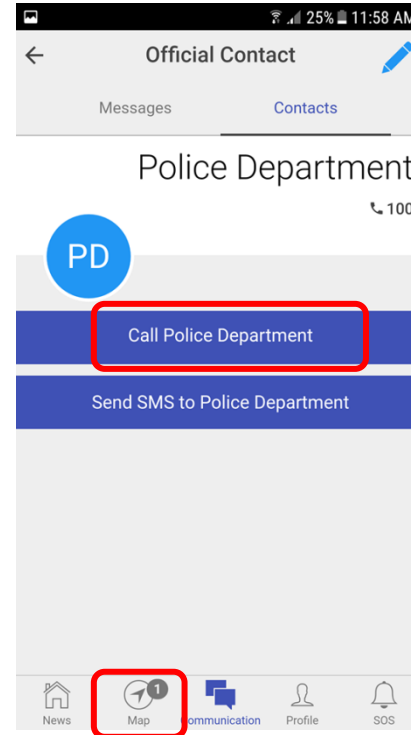 25% 11:58 AM
Official Contact
Messages Contacts
Police Department
100
PD
Call Police Department
Send SMS to Police Department
1
News Map Communication Profile SOS